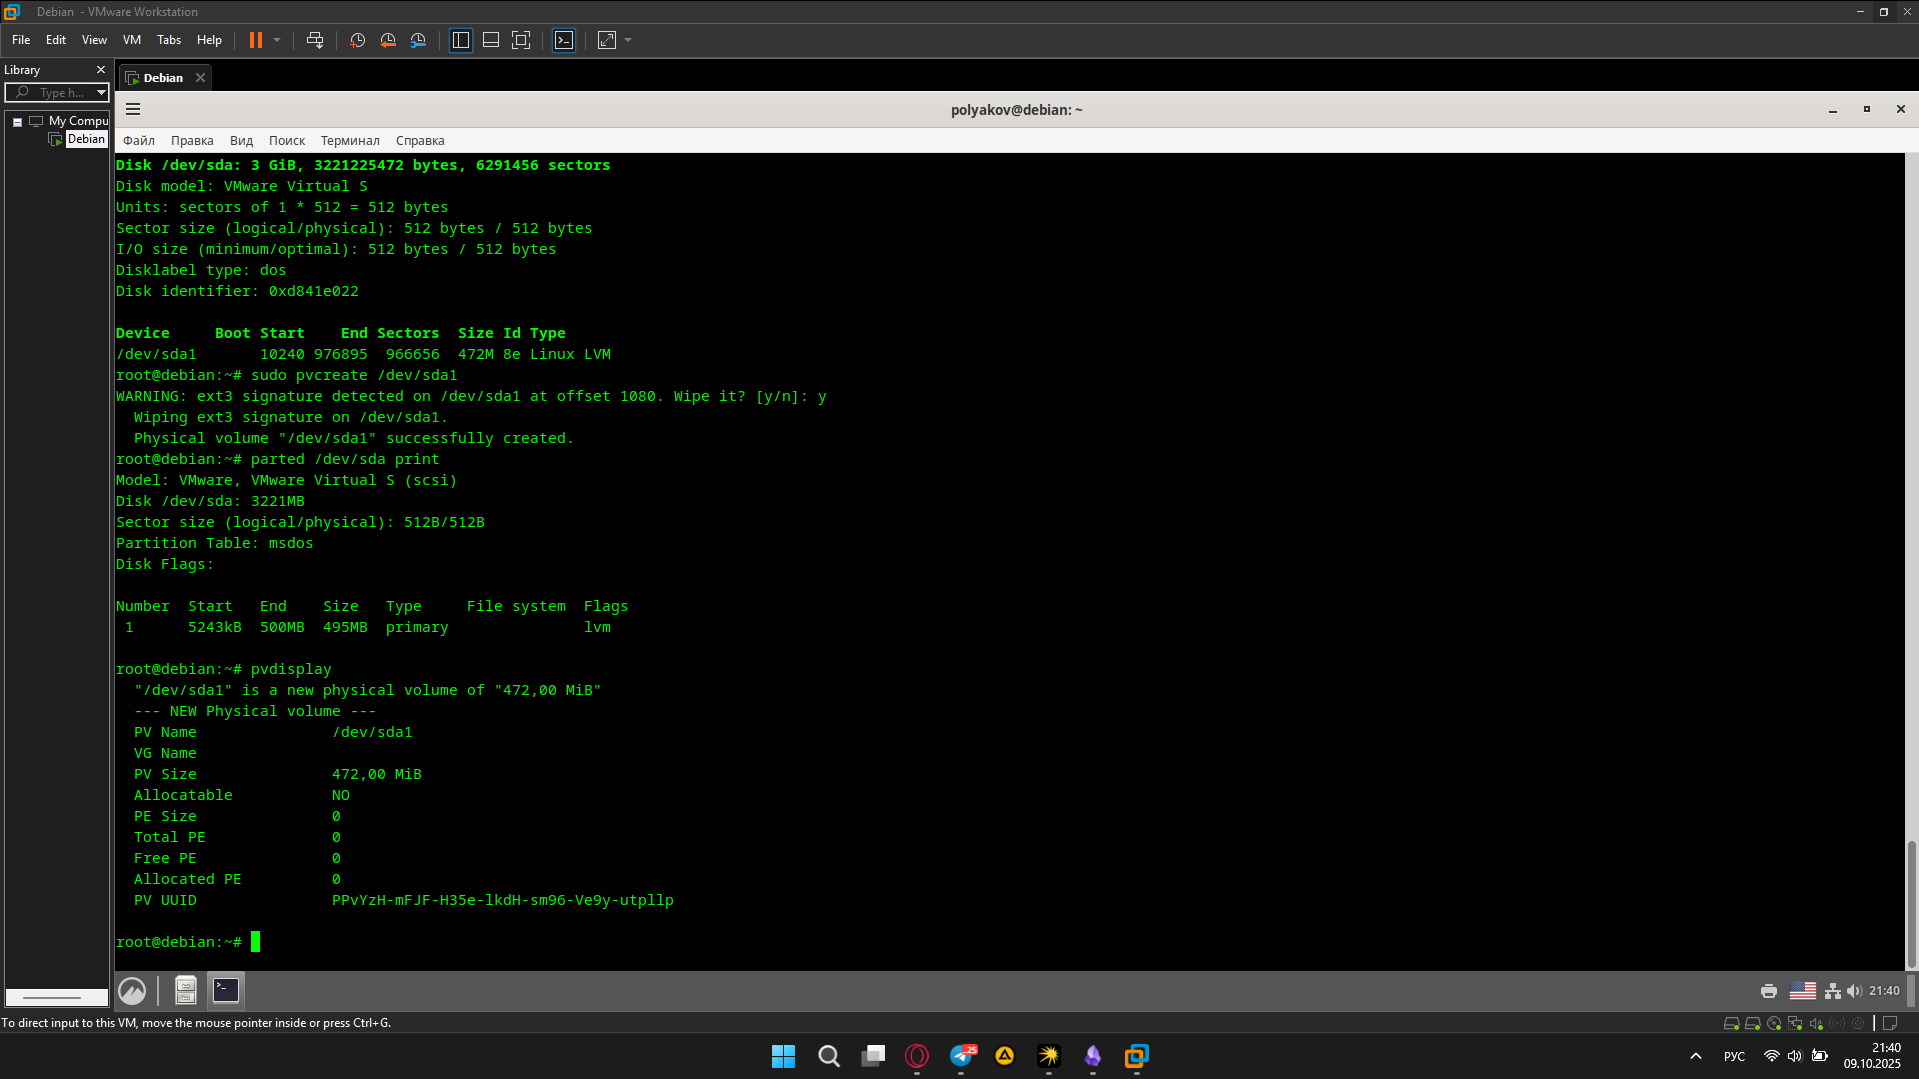 Debian - VMware Workstation
File Edit View VM Tabs Help
Library
Debian
Type h...
polyakov@debian: ~
My Compu
Debian
Файл Правка Вид Поиск Терминал Справка
Disk /dev/sda: 3 GiB, 3221225472 bytes, 6291456 sectors
Disk model: VMware Virtual S
Units: sectors of 1 * 512 = 512 bytes
Sector size (logical/physical): 512 bytes / 512 bytes
I/O size (minimum/optimal): 512 bytes / 512 bytes
Disklabel type: dos
Disk identifier: 0xd841e022
Device     Boot Start    End Sectors  Size Id Type
/dev/sda1       10240 976895  966656  472M 8e Linux LVM
root@debian:~# sudo pvcreate /dev/sda1
WARNING: ext3 signature detected on /dev/sda1 at offset 1080. Wipe it? [y/n]: y
  Wiping ext3 signature on /dev/sda1.
  Physical volume "/dev/sda1" successfully created.
root@debian:~# parted /dev/sda print
Model: VMware, VMware Virtual S (scsi)
Disk /dev/sda: 3221MB
Sector size (logical/physical): 512B/512B
Partition Table: msdos
Disk Flags:
Number  Start   End    Size   Type     File system  Flags
 1      5243kB  500MB  495MB  primary               lvm
root@debian:~# pvdisplay
  "/dev/sda1" is a new physical volume of "472,00 MiB"
  --- NEW Physical volume ---
  PV Name               /dev/sda1
  VG Name
  PV Size               472,00 MiB
  Allocatable           NO
  PE Size               0
  Total PE              0
  Free PE               0
  Allocated PE          0
  PV UUID               PPvYzH-mFJF-H35e-lkdH-sm96-Ve9y-utpllp
root@debian:~#
21:40
To direct input to this VM, move the mouse pointer inside or press Ctrl+G.
25
РУС
21:40
09.10.2025